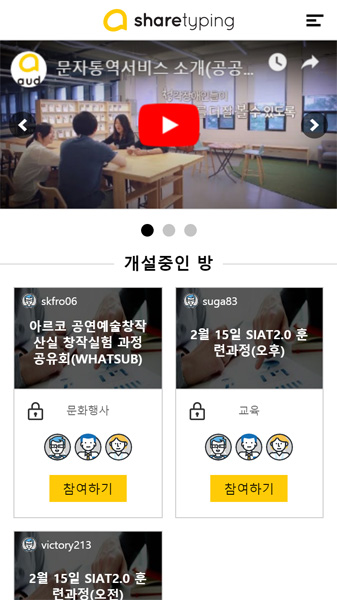 sharetyping
aud
문자통역서비스 소개(공공...
청각장애인들이
볼 수 있도록
개설중인 방
skfro06
아르코 공연예술창작
산실 창작실험 과정
공유회(WHATSUB)
문화행사
참여하기
suga83
2월 15일 SIAT2.0 훈
련과정(오후)
교육
참여하기
victory213
2월 15일 SIAT2.0 훈
련과정(오전)